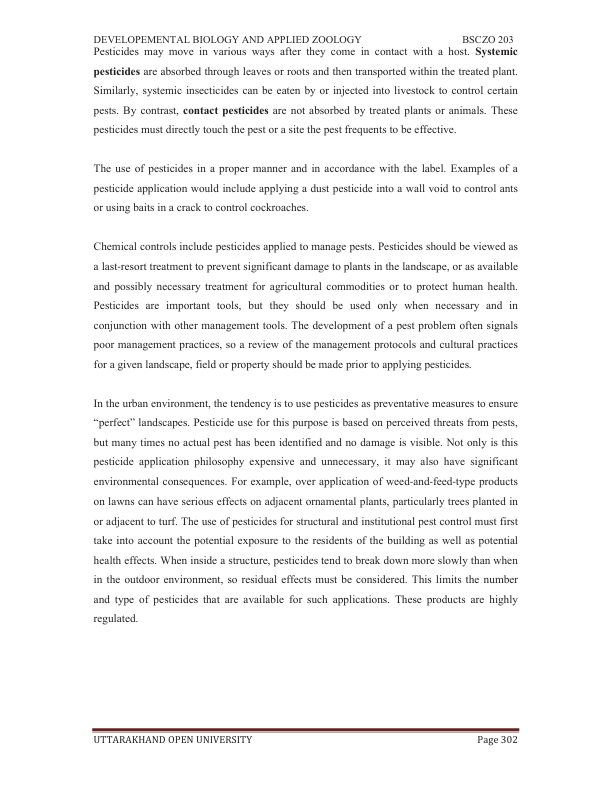 DEVELOPEMENTAL BIOLOGY AND APPLIED ZOOLOGY BSCZO 203
Pesticides may move in various ways after they come in contact with a host. Systemic
pesticides are absorbed through leaves or roots and then transported within the treated plant.
Similarly, systemic insecticides can be eaten by or injected into livestock to control certain
pests. By contrast, contact pesticides are not absorbed by treated plants or animals. These
pesticides must directly touch the pest or a site the pest frequents to be effective.
The use of pesticides in a proper manner and in accordance with the label. Examples of a
pesticide application would include applying a dust pesticide into a wall void to control ants
or using baits in a crack to control cockroaches.
Chemical controls include pesticides applied to manage pests. Pesticides should be viewed as
a last-resort treatment to prevent significant damage to plants in the landscape, or as available
and possibly necessary treatment for agricultural commodities or to protect human health.
Pesticides are important tools, but they should be used only when necessary and in
conjunction with other management tools. The development of a pest problem often signals
poor management practices, so a review of the management protocols and cultural practices
for a given landscape, field or property should be made prior to applying pesticides.
In the urban environment, the tendency is to use pesticides as preventative measures to ensure
“perfect” landscapes. Pesticide use for this purpose is based on perceived threats from pests,
but many times no actual pest has been identified and no damage is visible. Not only is this
pesticide application philosophy expensive and unnecessary, it may also have significant
environmental consequences. For example, over application of weed-and-feed-type products
on lawns can have serious effects on adjacent ornamental plants, particularly trees planted in
or adjacent to turf. The use of pesticides for structural and institutional pest control must first
take into account the potential exposure to the residents of the building as well as potential
health effects. When inside a structure, pesticides tend to break down more slowly than when
in the outdoor environment, so residual effects must be considered. This limits the number
and type of pesticides that are available for such applications. These products are highly
regulated.
UTTARAKHAND OPEN UNIVERSITY Page 302